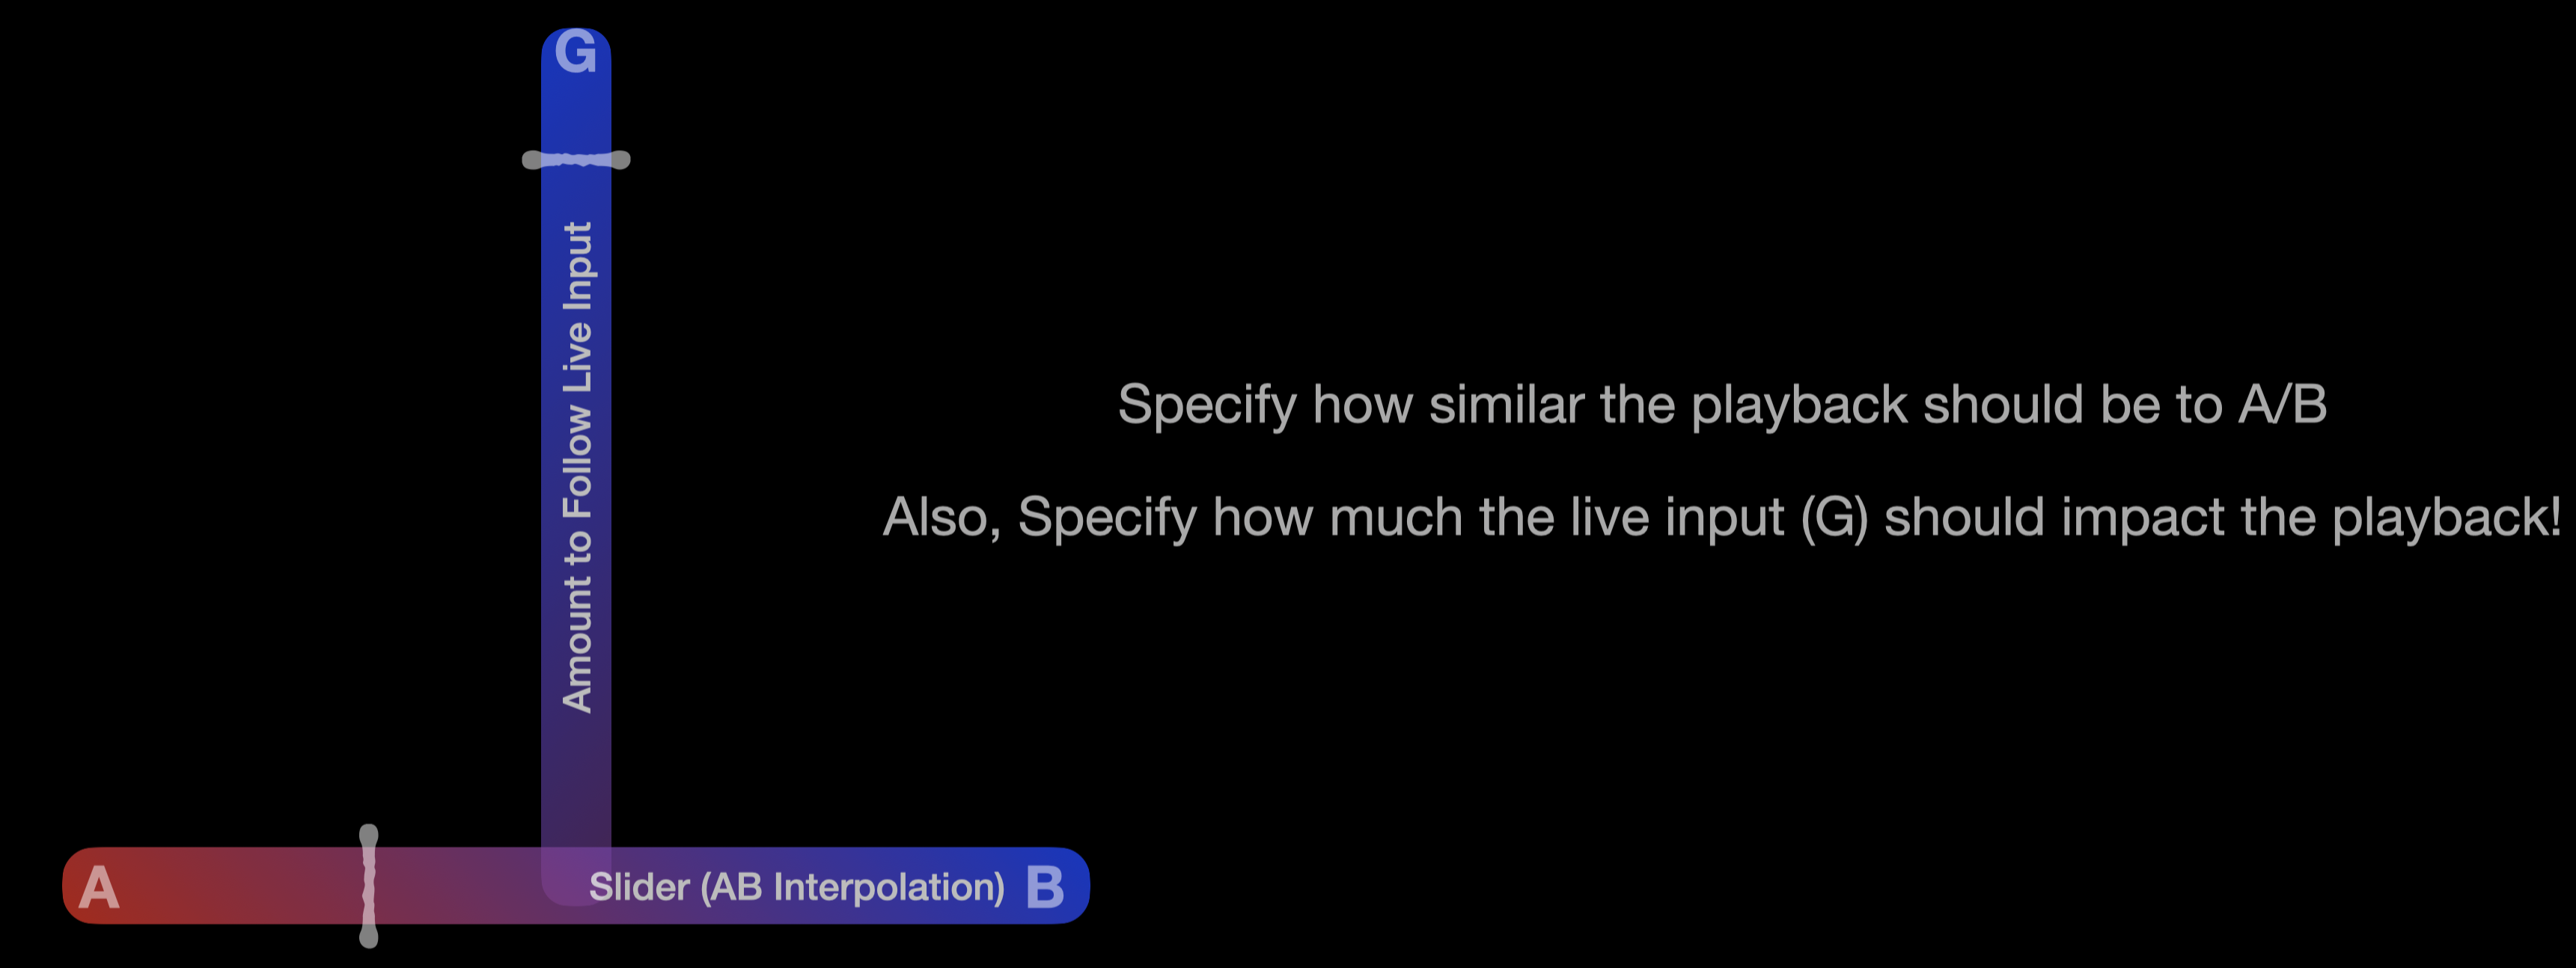 G
Amount to Follow Live Input
Specify how similar the playback should be to A/B
Also, Specify how much the live input (G) should impact the playback!
A
Slider (AB Interpolation)
B